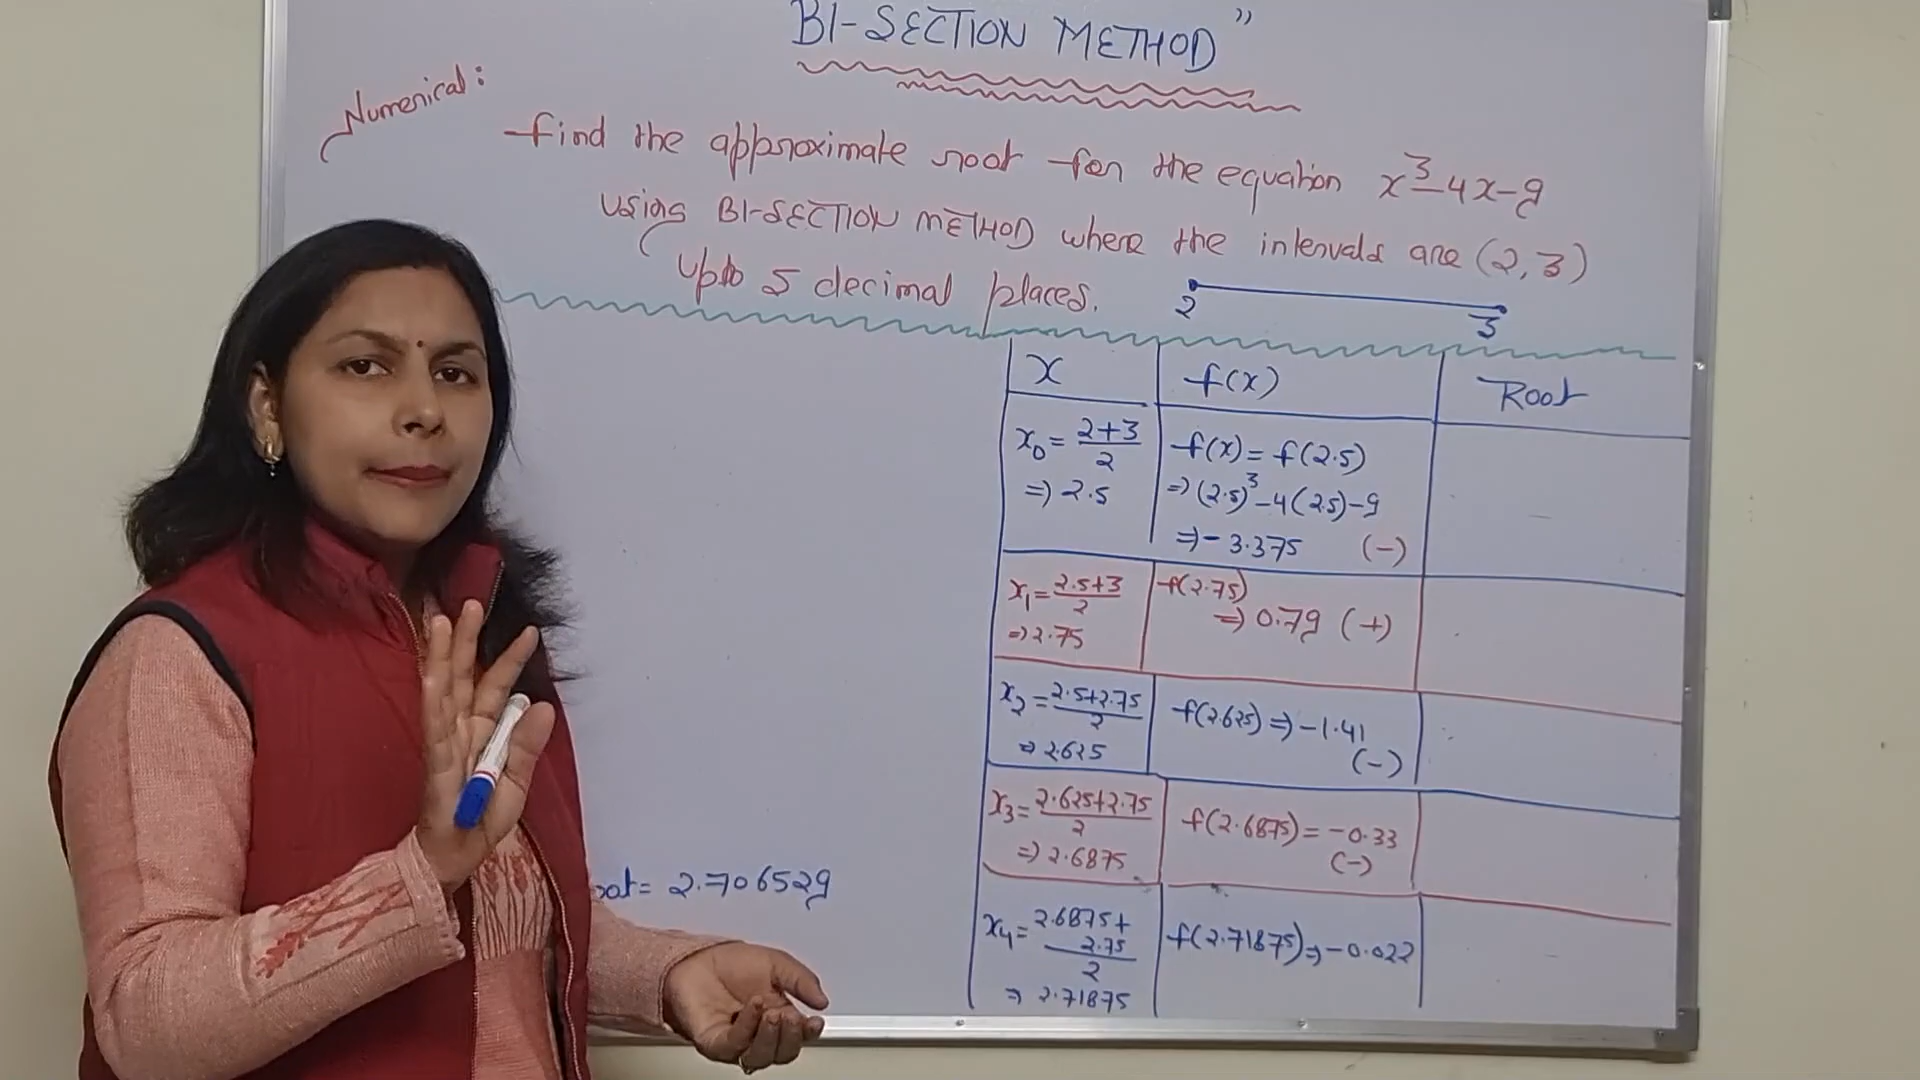 BI-SECTION METHOD"
Numerical:
Find the approximate root for the equation x³-4x-9
using BI-SECTION METHOD where the intervals are (2,3)
upto 5 decimal places.
2 3
x f(x) Root
x₀ = 2+3/2
=> 2.5
f(x) = f(2.5)
=> (2.5)³-4(2.5)-9
=> -3.375 (-)
x₁ = 2.5+3/2
=> 2.75
f(2.75)
=> 0.79 (+)
x₂ = 2.5+2.75/2
=> 2.625
f(2.625) => -1.41
(-)
x₃ = 2.625+2.75/2
=> 2.6875
f(2.6875) = -0.33
(-)
x₄ = 2.6875+
2.75/2
=> 2.71875
f(2.71875) => -0.022
= 2.706529